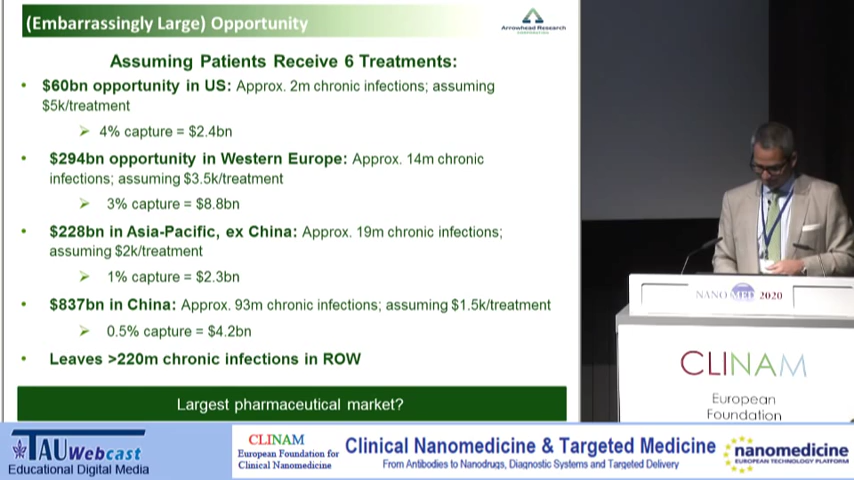 (Embarrassingly Large) Opportunity
Arrowhead Research
Assuming Patients Receive 6 Treatments:
• $60bn opportunity in US: Approx. 2m chronic infections; assuming
$5k/treatment
➢ 4% capture = $2.4bn
• $294bn opportunity in Western Europe: Approx. 14m chronic
infections; assuming $3.5k/treatment
➢ 3% capture = $8.8bn
• $228bn in Asia-Pacific, ex China: Approx. 19m chronic infections;
assuming $2k/treatment
➢ 1% capture = $2.3bn
• $837bn in China: Approx. 93m chronic infections; assuming $1.5k/treatment
➢ 0.5% capture = $4.2bn
• Leaves >220m chronic infections in ROW
Largest pharmaceutical market?
NANO MED 2020
CLINAM
European
Foundation
TAU Webcast
Educational Digital Media
CLINAM
European Foundation for
Clinical Nanomedicine
Clinical Nanomedicine & Targeted Medicine
From Antibodies to Nanodrugs, Diagnostic Systems and Targeted Delivery
nanomedicine
EUROPEAN TECHNOLOGY PLATFORM